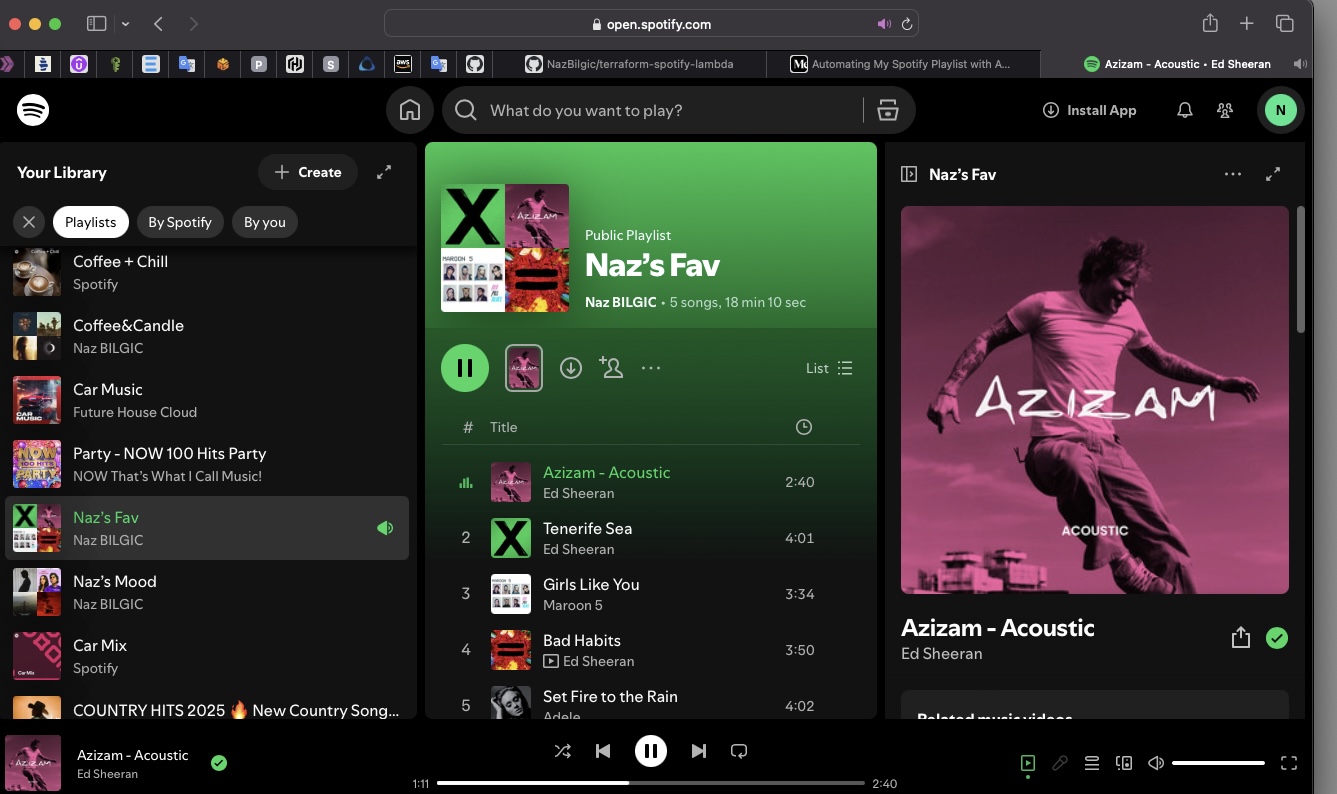 open.spotify.com
NazBilgic/terraform-spotify-lambda
Automating My Spotify Playlist with A...
Azizam - Acoustic • Ed Sheeran
What do you want to play?
Install App
N
Your Library
Create
Playlists
By Spotify
By you
Coffee + Chill
Spotify
Coffee&Candle
Naz BILGIC
Car Music
Future House Cloud
Party - NOW 100 Hits Party
NOW That's What I Call Music!
Naz's Fav
Naz BILGIC
Naz's Mood
Naz BILGIC
Car Mix
Spotify
COUNTRY HITS 2025 🔥 New Country Song...
Public Playlist
Naz's Fav
Naz BILGIC • 5 songs, 18 min 10 sec
List
# Title
Azizam - Acoustic 2:40
Ed Sheeran
2 Tenerife Sea 4:01
Ed Sheeran
3 Girls Like You 3:34
Maroon 5
4 Bad Habits 3:50
Ed Sheeran
5 Set Fire to the Rain 4:02
Adele
Naz's Fav
AZIZAM
ACOUSTIC
Azizam - Acoustic
Ed Sheeran
Related music videos
Azizam - Acoustic
Ed Sheeran
1:11
2:40